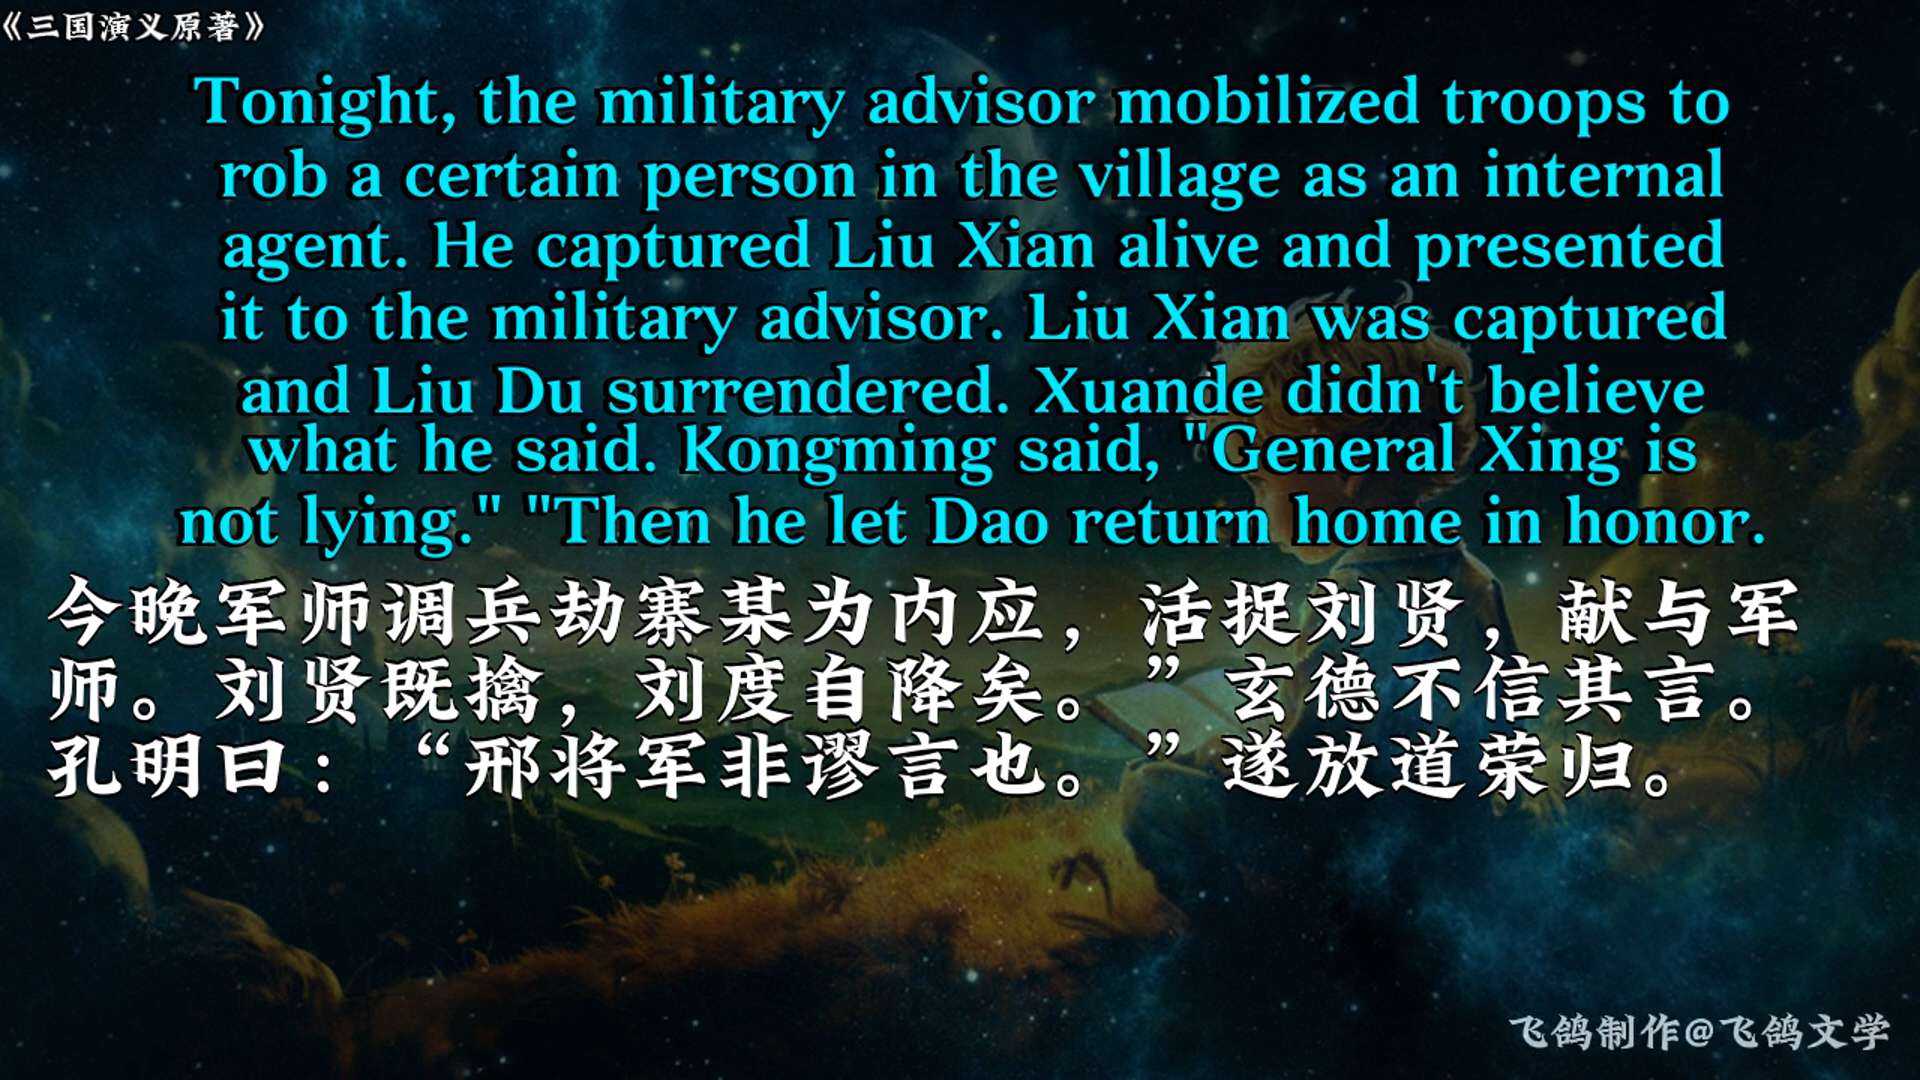 《三国演义原著》
Tonight, the military advisor mobilized troops to
rob a certain person in the village as an internal
agent. He captured Liu Xian alive and presented
it to the military advisor. Liu Xian was captured
and Liu Du surrendered. Xuande didn't believe
what he said. Kongming said, "General Xing is
not lying." "Then he let Dao return home in honor.
今晚军师调兵劫寨某为内应，活捉刘贤，献与军
师。刘贤既擒，刘度自降矣。”玄德不信其言。
孔明曰：“邢将军非谬言也。”遂放道荣归。
飞鸽制作@飞鸽文学